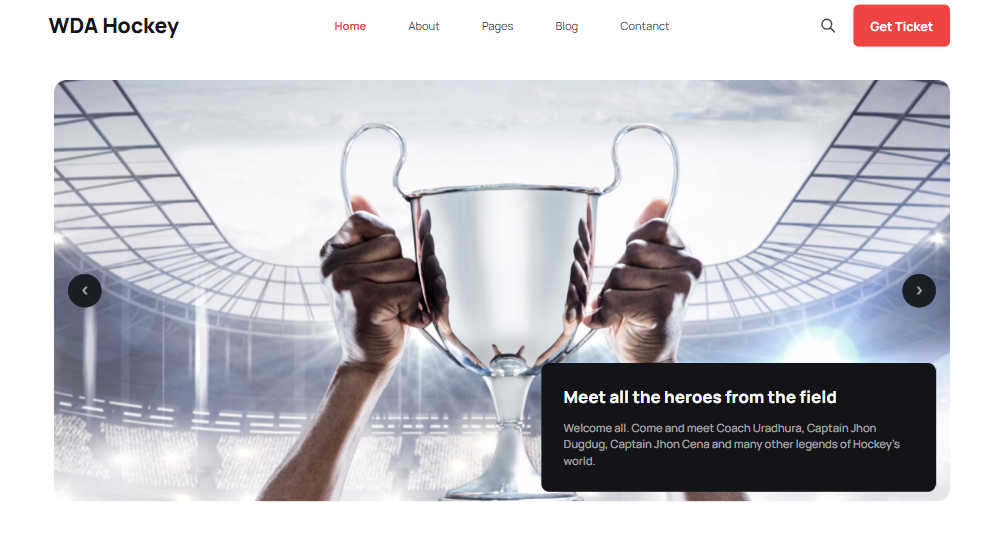 WDA Hockey
Home
About
Pages
Blog
Contanct
Get Ticket
Meet all the heroes from the field
Welcome all. Come and meet Coach Uradhura, Captain Jhon
Dugdug, Captain Jhon Cena and many other legends of Hockey's
world.